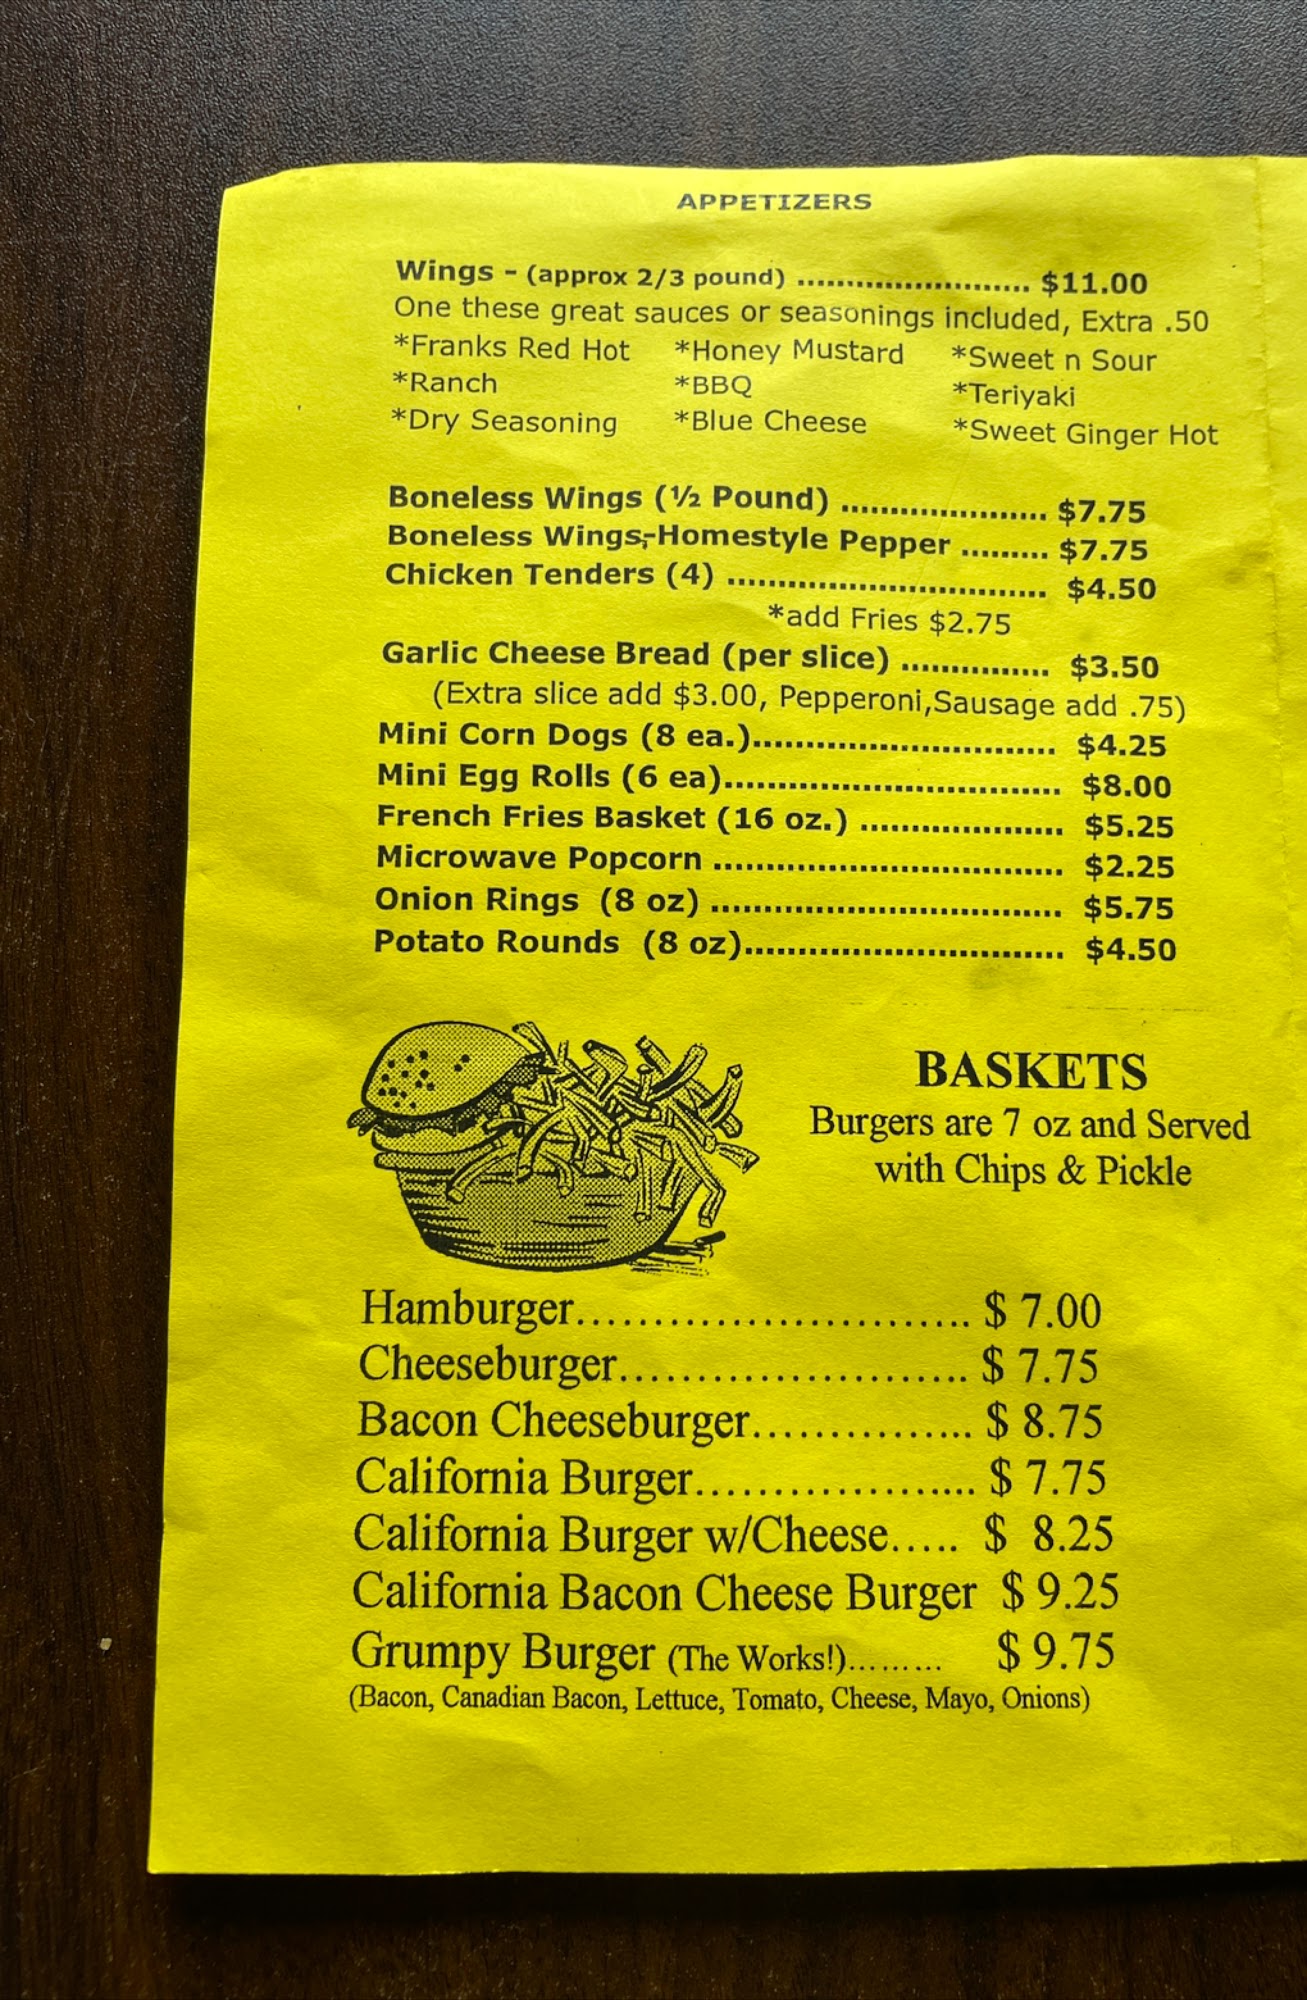 APPETIZERS
Wings - (approx 2/3 pound) ........................... $11.00
One these great sauces or seasonings included, Extra .50
*Franks Red Hot *Honey Mustard *Sweet n Sour
*Ranch *BBQ *Teriyaki
*Dry Seasoning *Blue Cheese *Sweet Ginger Hot
Boneless Wings (½ Pound) ..................... $7.75
Boneless Wings,-Homestyle Pepper ......... $7.75
Chicken Tenders (4) ................................ $4.50
*add Fries $2.75
Garlic Cheese Bread (per slice) ............... $3.50
(Extra slice add $3.00, Pepperoni,Sausage add .75)
Mini Corn Dogs (8 ea.)............................... $4.25
Mini Egg Rolls (6 ea).................................. $8.00
French Fries Basket (16 oz.) .................... $5.25
Microwave Popcorn .................................. $2.25
Onion Rings (8 oz) .................................. $5.75
Potato Rounds (8 oz)................................ $4.50
BASKETS
Burgers are 7 oz and Served
with Chips & Pickle
Hamburger........................... $ 7.00
Cheeseburger........................ $ 7.75
Bacon Cheeseburger............... $ 8.75
California Burger.................... $ 7.75
California Burger w/Cheese..... $ 8.25
California Bacon Cheese Burger $ 9.25
Grumpy Burger (The Works!)......... $ 9.75
(Bacon, Canadian Bacon, Lettuce, Tomato, Cheese, Mayo, Onions)